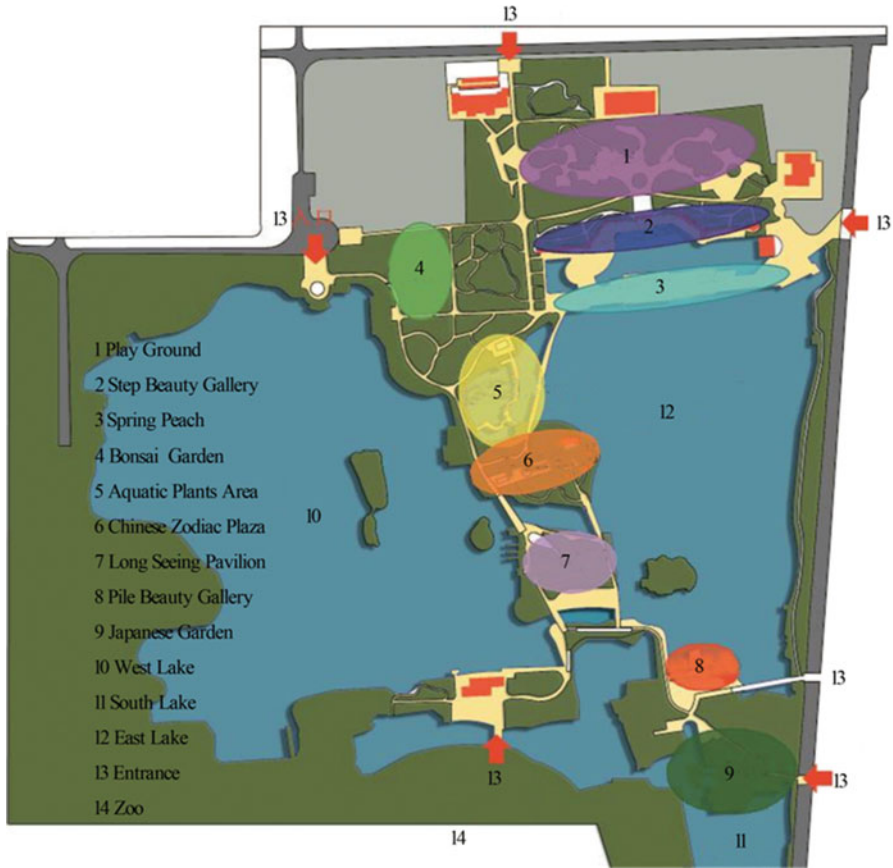 13
1
13 A-H
2
13
4
3
1 Play Ground
2 Step Beauty Gallery
5
12
3 Spring Peach
4 Bonsai Garden
6
5 Aquatic Plants Area
10
6 Chinese Zodiac Plaza
7
7 Long Seeing Pavilion
8 Pile Beauty Gallery
9 Japanese Garden
8
10 West Lake
13
11 South Lake
12 East Lake
9
13 Entrance
13
13
14 Zoo
14
11